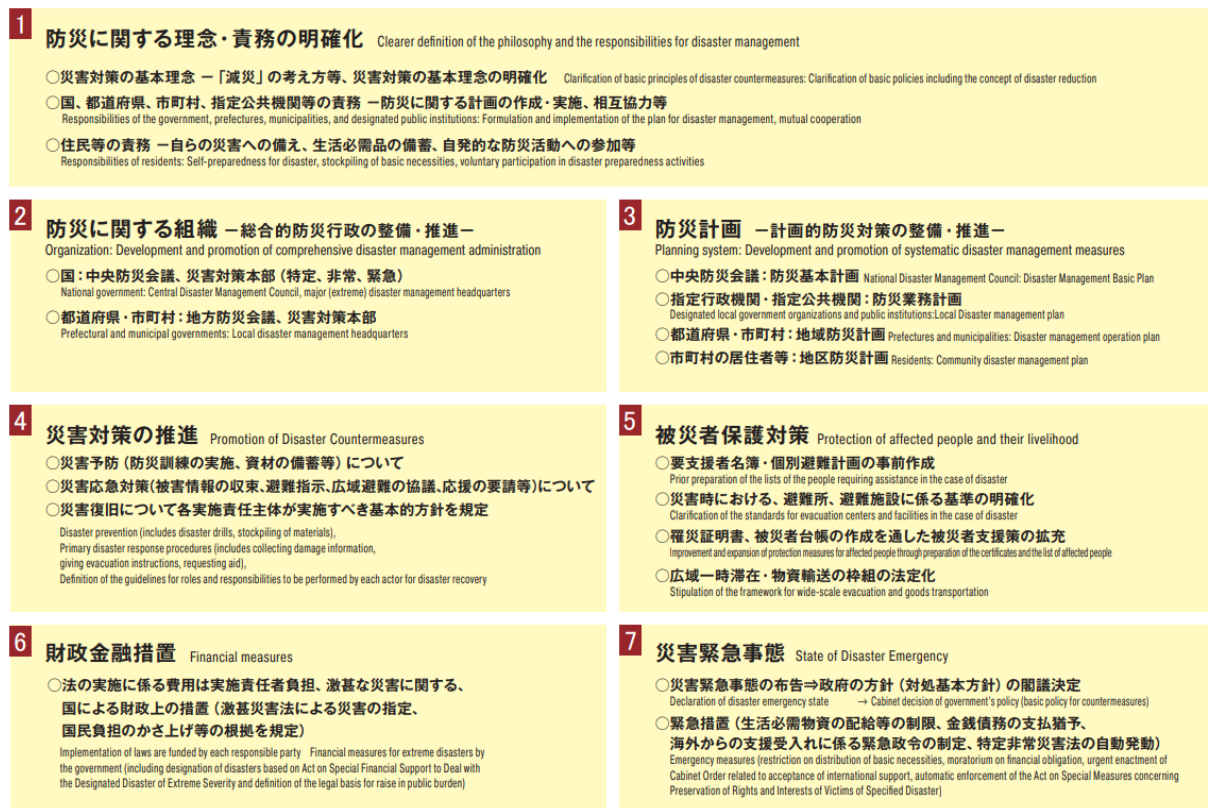 1
防災に関する理念・責務の明確化 Clearer definition of the philosophy and the responsibilities for disaster management
○災害対策の基本理念 －「減災」の考え方等、災害対策の基本理念の明確化 Clarification of basic principles of disaster countermeasures: Clarification of basic policies including the concept of disaster reduction
○国、都道府県、市町村、指定公共機関等の責務 －防災に関する計画の作成・実施、相互協力等
Responsibilities of the government, prefectures, municipalities, and designated public institutions: Formulation and implementation of the plan for disaster management, mutual cooperation
○住民等の責務 －自らの災害への備え、生活必需品の備蓄、自発的な防災活動への参加等
Responsibilities of residents: Self-preparedness for disaster, stockpiling of basic necessities, voluntary participation in disaster preparedness activities
2
防災に関する組織 －総合的防災行政の整備・推進－
Organization: Development and promotion of comprehensive disaster management administration
○国：中央防災会議、災害対策本部（特定、非常、緊急）
National government: Central Disaster Management Council, major (extreme) disaster management headquarters
○都道府県・市町村：地方防災会議、災害対策本部
Prefectural and municipal governments: Local disaster management headquarters
3
防災計画 －計画的防災対策の整備・推進－
Planning system: Development and promotion of systematic disaster management measures
○中央防災会議：防災基本計画 National Disaster Management Council: Disaster Management Basic Plan
○指定行政機関・指定公共機関：防災業務計画
Designated local government organizations and public institutions:Local Disaster management plan
○都道府県・市町村：地域防災計画 Prefectures and municipalities: Disaster management operation plan
○市町村の居住者等：地区防災計画 Residents: Community disaster management plan
4
災害対策の推進 Promotion of Disaster Countermeasures
○災害予防（防災訓練の実施、資材の備蓄等）について
○災害応急対策（被害情報の収束、避難指示、広域避難の協議、応援の要請等）について
○災害復旧について各実施責任主体が実施すべき基本的方針を規定
Disaster prevention (includes disaster drills, stockpiling of materials),
Primary disaster response procedures (includes collecting damage information,
giving evacuation instructions, requesting aid),
Definition of the guidelines for roles and responsibilities to be performed by each actor for disaster recovery
5
被災者保護対策 Protection of affected people and their livelihood
○要支援者名簿・個別避難計画の事前作成
Prior preparation of the lists of the people requiring assistance in the case of disaster
○災害時における、避難所、避難施設に係る基準の明確化
Clarification of the standards for evacuation centers and facilities in the case of disaster
○罹災証明書、被災者台帳の作成を通した被災者支援策の拡充
Improvement and expansion of protection measures for affected people through preparation of the certificates and the list of affected people
○広域一時滞在・物資輸送の枠組の法定化
Stipulation of the framework for wide-scale evacuation and goods transportation
6
財政金融措置 Financial measures
○法の実施に係る費用は実施責任者負担、激甚な災害に関する、
国による財政上の措置（激甚災害法による災害の指定、
国民負担のかさ上げ等の根拠を規定）
Implementation of laws are funded by each responsible party Financial measures for extreme disasters by
the government (including designation of disasters based on Act on Special Financial Support to Deal with
the Designated Disaster of Extreme Severity and definition of the legal basis for raise in public burden)
7
災害緊急事態 State of Disaster Emergency
○災害緊急事態の布告⇒政府の方針（対処基本方針）の閣議決定
Declaration of disaster emergency state → Cabinet decision of government's policy (basic policy for countermeasures)
○緊急措置（生活必需物資の配給等の制限、金銭債務の支払猶予、
海外からの支援受入れに係る緊急政令の制定、特定非常災害法の自動発動）
Emergency measures (restriction on distribution of basic necessities, moratorium on financial obligation, urgent enactment of
Cabinet Order related to acceptance of international support, automatic enforcement of the Act on Special Measures concerning
Preservation of Rights and Interests of Victims of Specified Disaster)